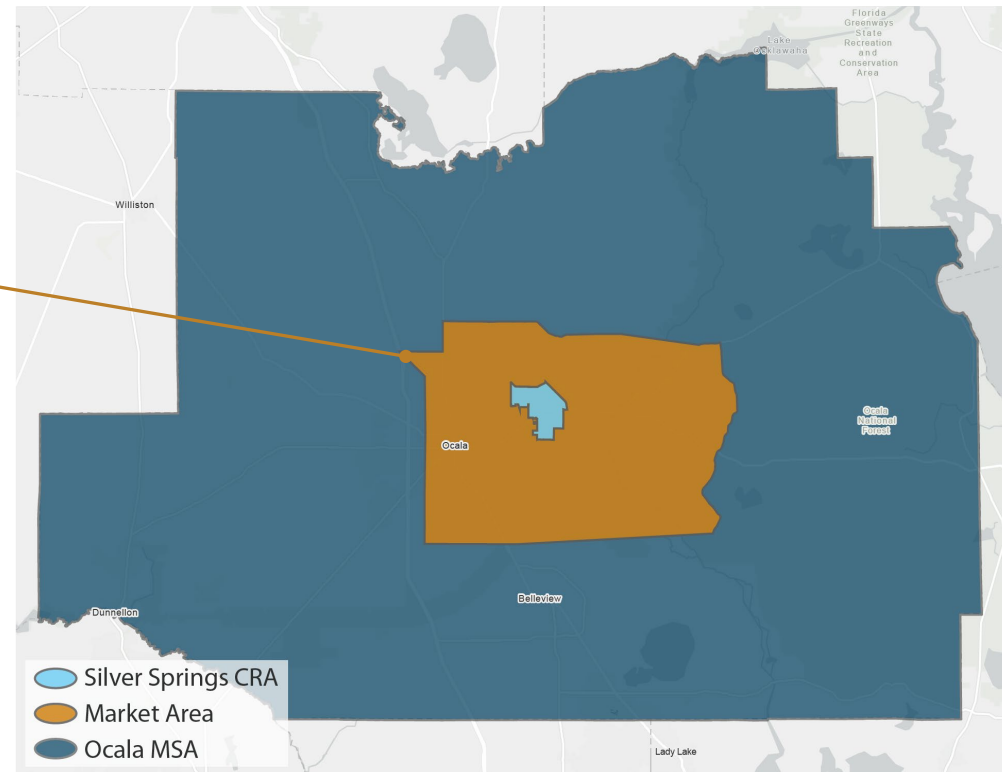 Florida
Greenways
State
Recreation
and
Conservation
Area
Lake
Ocklawaha
Williston
Ocala
National
Forest
Ocala
Belleview
Dunnellon
Silver Springs CRA
Market Area
Ocala MSA
Lady Lake